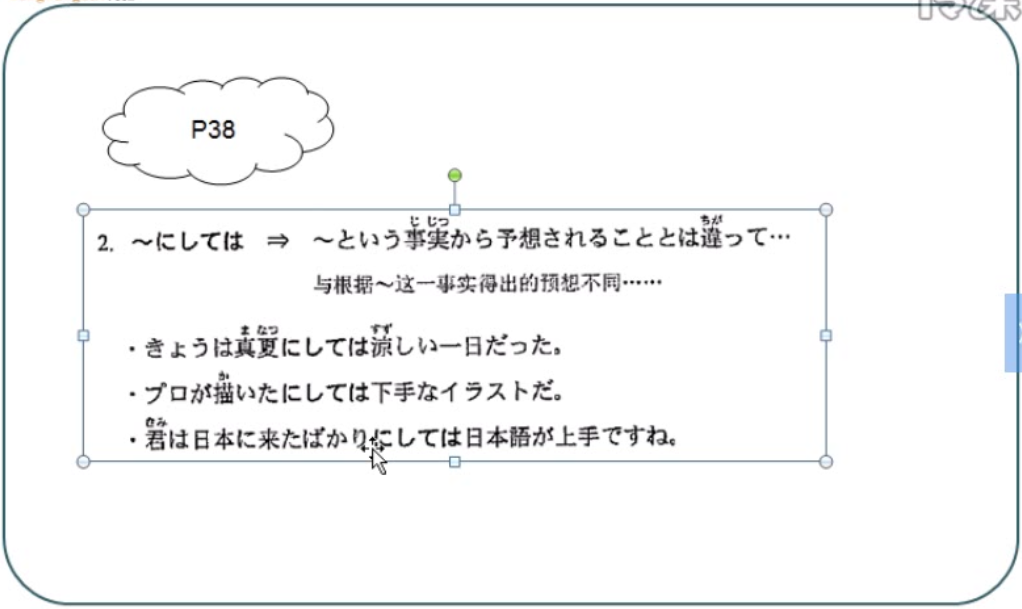 P38
2. ～にしては ⇒ ～という事実から予想されることとは違って…
与根据～这一事实得出的预想不同……
・きょうは真夏にしては涼しい一日だった。
・プロが描いたにしては下手なイラストだ。
・君は日本に来たばかりにしては日本語が上手ですね。